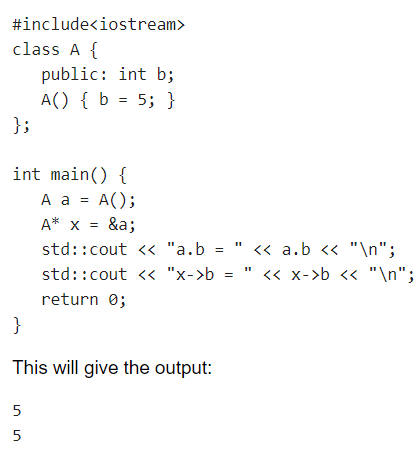 #include<iostream>
class A {
   public: int b;
   A() { b = 5; }
};

int main() {
   A a = A();
   A* x = &a;
   std::cout << "a.b = " << a.b << "\n";
   std::cout << "x->b = " << x->b << "\n";
   return 0;
}
This will give the output:
5
5